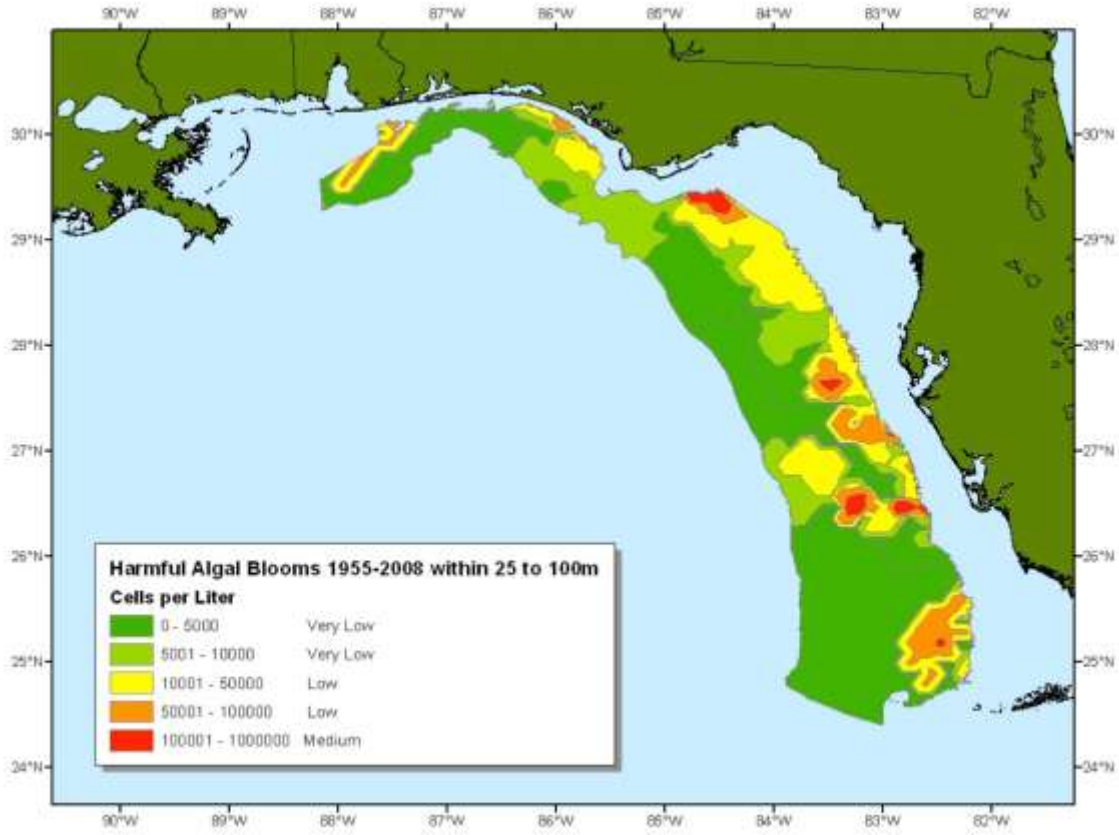 90°W 89°W 88°W 87°W 86°W 85°W 84°W 83°W 82°W
30°N 30°N
29°N 29°N
28°N 28°N
27°N 27°N
26°N 26°N
25°N 25°N
24°N 24°N
Harmful Algal Blooms 1955-2008 within 25 to 100m
Cells per Liter
0 - 5000 Very Low
5001 - 10000 Very Low
10001 - 50000 Low
50001 - 100000 Low
100001 - 1000000 Medium
90°W 89°W 88°W 87°W 86°W 85°W 84°W 83°W 82°W